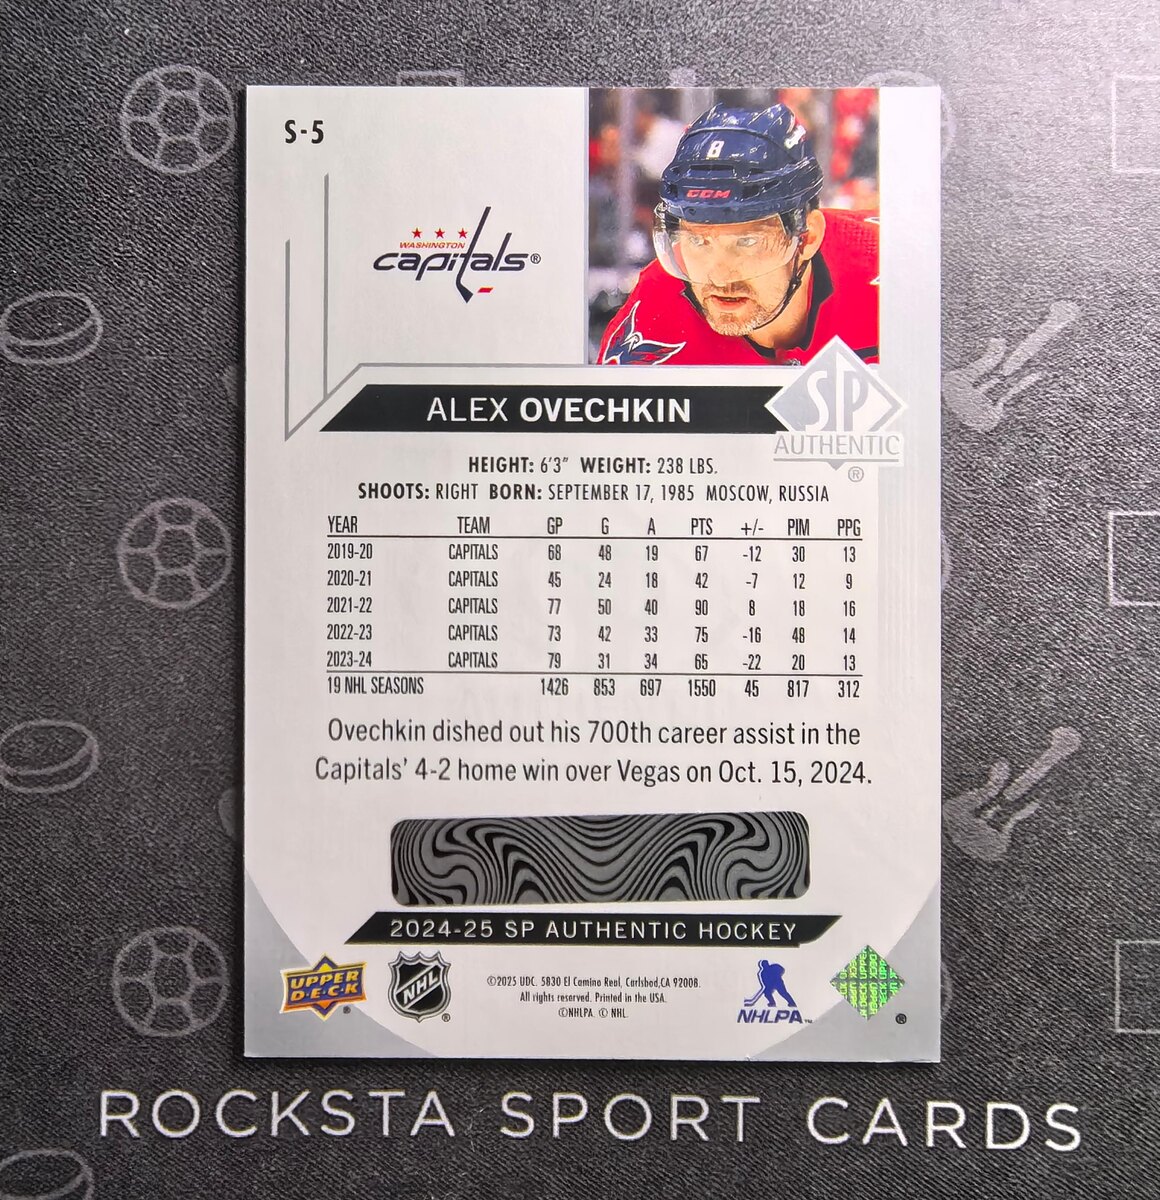 S-5
8
CCM
WASHINGTON
capitals®
ALEX OVECHKIN
SP
AUTHENTIC
®
HEIGHT: 6'3" WEIGHT: 238 LBS.
SHOOTS: RIGHT BORN: SEPTEMBER 17, 1985 MOSCOW, RUSSIA
YEAR TEAM GP G A PTS +/- PIM PPG
2019-20 CAPITALS 68 48 19 67 -12 30 13
2020-21 CAPITALS 45 24 18 42 -7 12 9
2021-22 CAPITALS 77 50 40 90 8 18 16
2022-23 CAPITALS 73 42 33 75 -16 48 14
2023-24 CAPITALS 79 31 34 65 -22 20 13
19 NHL SEASONS 1426 853 697 1550 45 817 312
Ovechkin dished out his 700th career assist in the
Capitals' 4-2 home win over Vegas on Oct. 15, 2024.
2024-25 SP AUTHENTIC HOCKEY
UPPER
D·E·C·K
®
NHL
®
©2025 UDC. 5830 El Camino Real, Carlsbad,CA 92008.
All rights reserved. Printed in the USA.
©NHLPA. © NHL.
NHLPA™
®
ROCKSTA SPORT CARDS